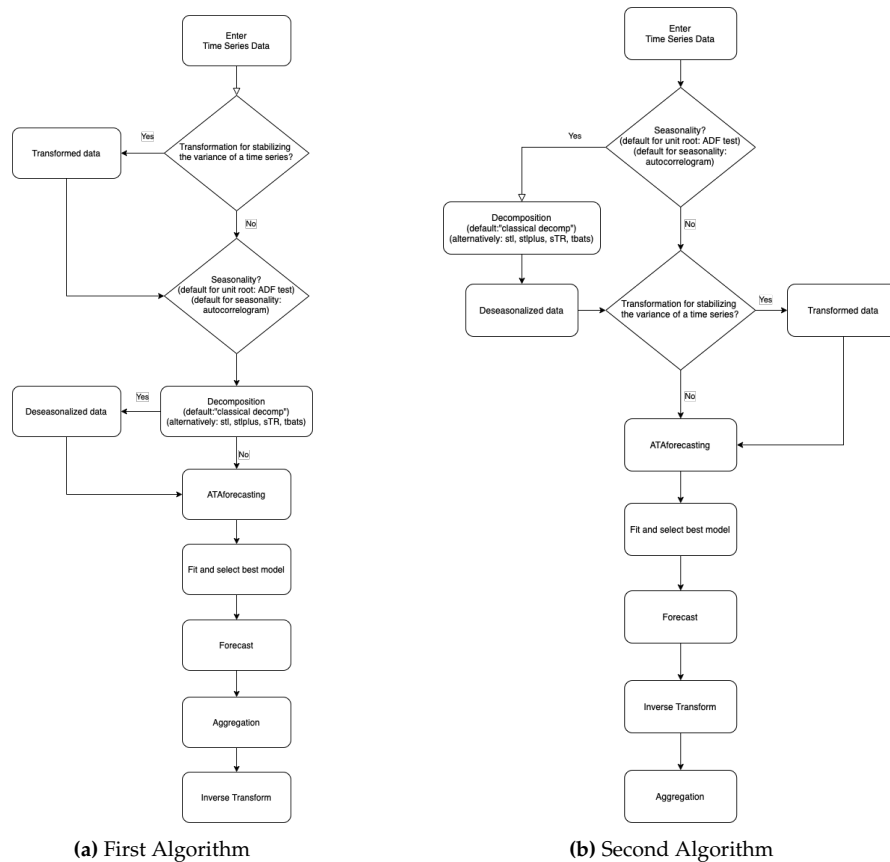 Enter
Time Series Data
Transformation for stabilizing
the variance of a time series?
Yes
Transformed data
No
Seasonality?
(default for unit root: ADF test)
(default for seasonality:
autocorrelogram)
Decomposition
(default:"classical decomp")
(alternatively: stl, stlplus, sTR, tbats)
Yes
Deseasonalized data
No
ATAforecasting
Fit and select best model
Forecast
Aggregation
Inverse Transform
(a) First Algorithm
Enter
Time Series Data
Seasonality?
(default for unit root: ADF test)
(default for seasonality:
autocorrelogram)
Yes
Decomposition
(default:"classical decomp")
(alternatively: stl, stlplus, sTR, tbats)
No
Deseasonalized data
Transformation for stabilizing
the variance of a time series?
Yes
Transformed data
No
ATAforecasting
Fit and select best model
Forecast
Inverse Transform
Aggregation
(b) Second Algorithm